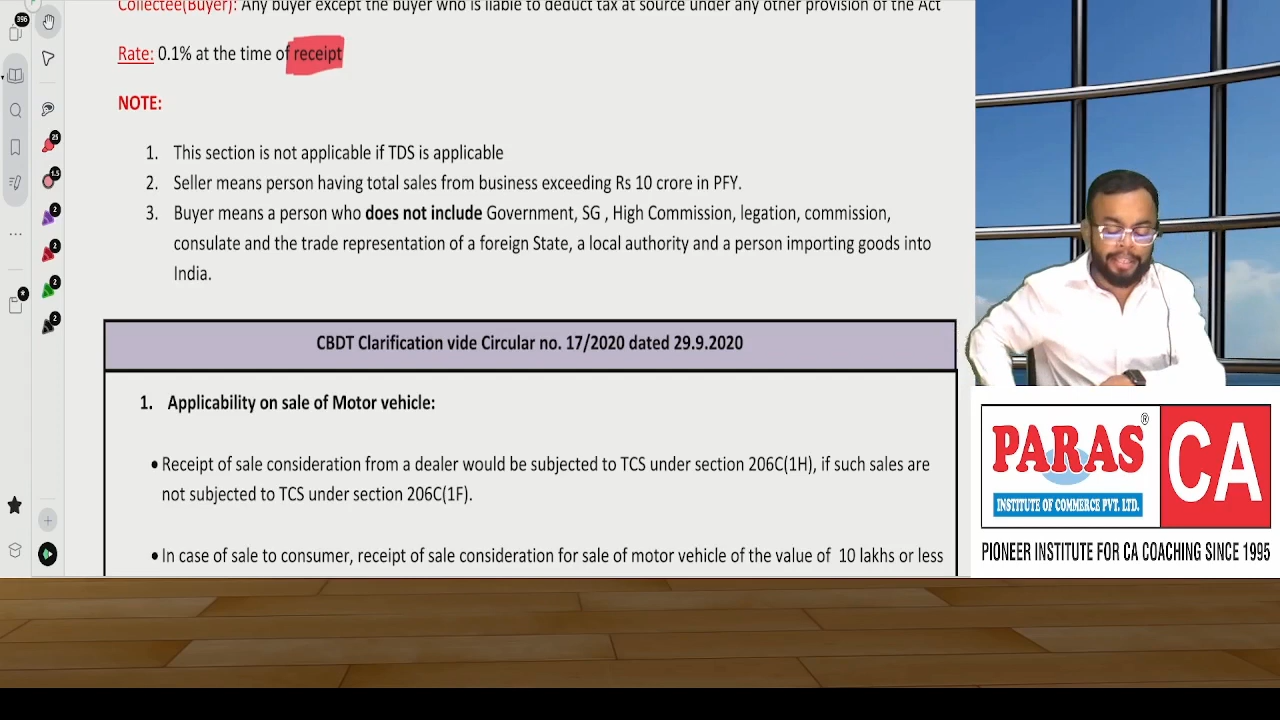 Collectee(Buyer): Any buyer except the buyer who is liable to deduct tax at source under any other provision of the Act
Rate: 0.1% at the time of receipt
NOTE:
1. This section is not applicable if TDS is applicable
2. Seller means person having total sales from business exceeding Rs 10 crore in PFY.
3. Buyer means a person who does not include Government, SG , High Commission, legation, commission,
consulate and the trade representation of a foreign State, a local authority and a person importing goods into
India.
CBDT Clarification vide Circular no. 17/2020 dated 29.9.2020
1. Applicability on sale of Motor vehicle:
• Receipt of sale consideration from a dealer would be subjected to TCS under section 206C(1H), if such sales are
not subjected to TCS under section 206C(1F).
• In case of sale to consumer, receipt of sale consideration for sale of motor vehicle of the value of 10 lakhs or less
396
25
1.5
2
2
2
2
PARAS ®
INSTITUTE OF COMMERCE PVT. LTD.
CA
PIONEER INSTITUTE FOR CA COACHING SINCE 1995